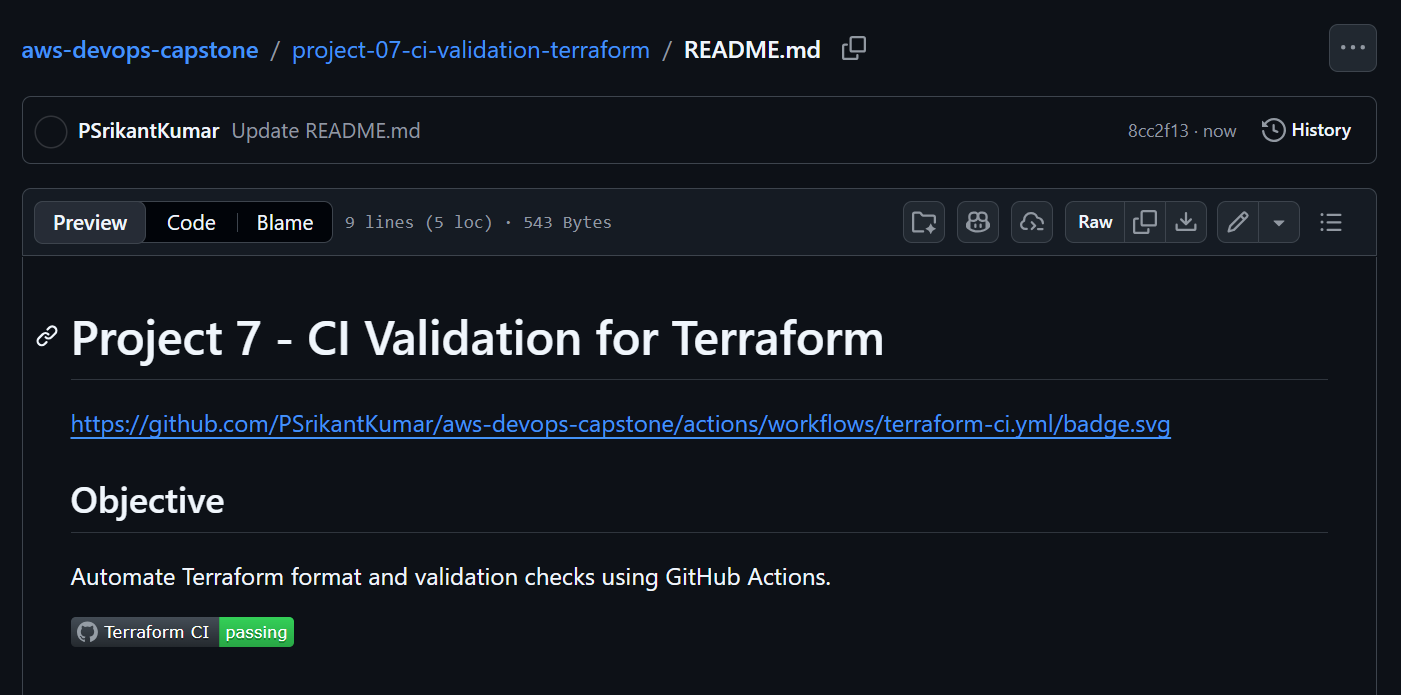 aws-devops-capstone / project-07-ci-validation-terraform / README.md
PSrikantKumar Update README.md 8cc2f13 · now History
Preview Code Blame 9 lines (5 loc) · 543 Bytes Raw
Project 7 - CI Validation for Terraform
https://github.com/PSrikantKumar/aws-devops-capstone/actions/workflows/terraform-ci.yml/badge.svg
Objective
Automate Terraform format and validation checks using GitHub Actions.
Terraform CI passing